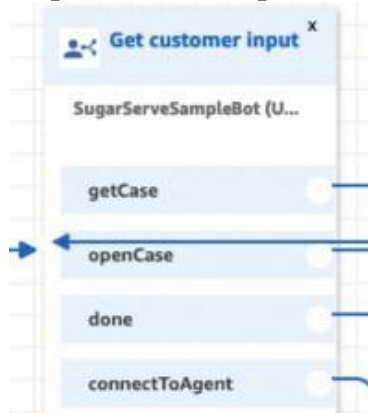 Get customer input x
SugarServeSampleBot (U...
getCase
openCase
done
connectToAgent